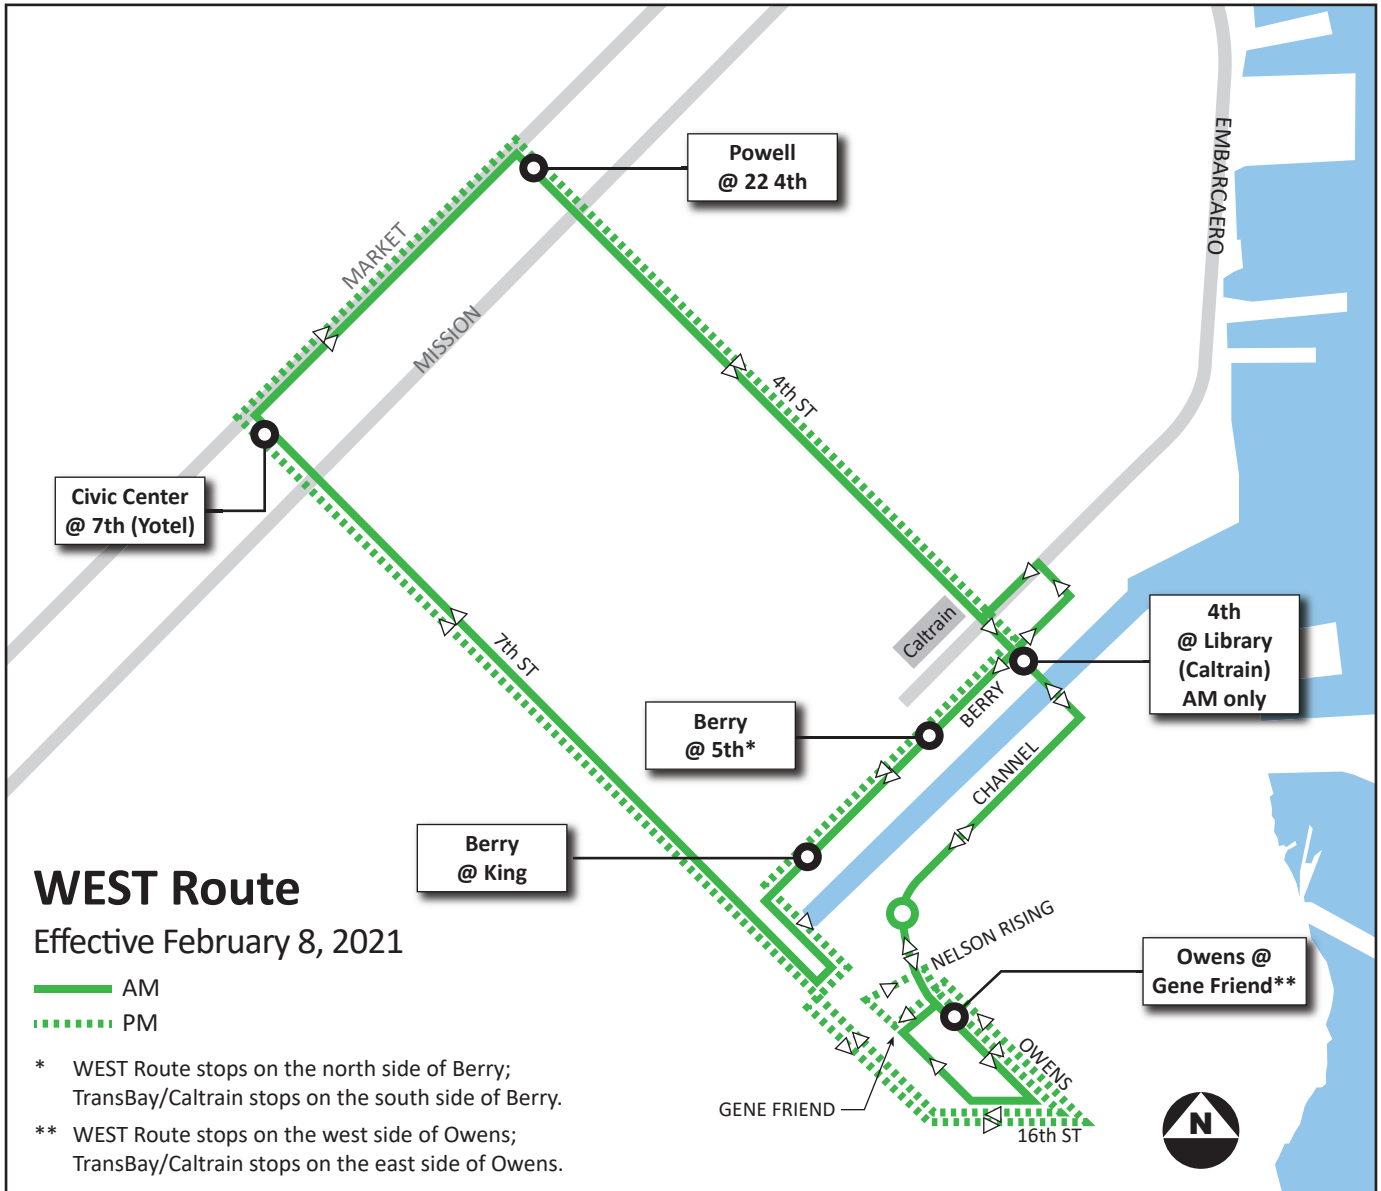 Powell
@ 22 4th
EMBARCAERO
MARKET
MISSION
4th ST
Civic Center
@ 7th (Yotel)
7th ST
Caltrain
4th
@ Library
(Caltrain)
AM only
BERRY
Berry
@ 5th*
CHANNEL
Berry
@ King
WEST Route
Effective February 8, 2021
AM
PM
* WEST Route stops on the north side of Berry;
TransBay/Caltrain stops on the south side of Berry.
** WEST Route stops on the west side of Owens;
TransBay/Caltrain stops on the east side of Owens.
NELSON RISING
Owens @
Gene Friend**
OWENS
GENE FRIEND
16th ST
N